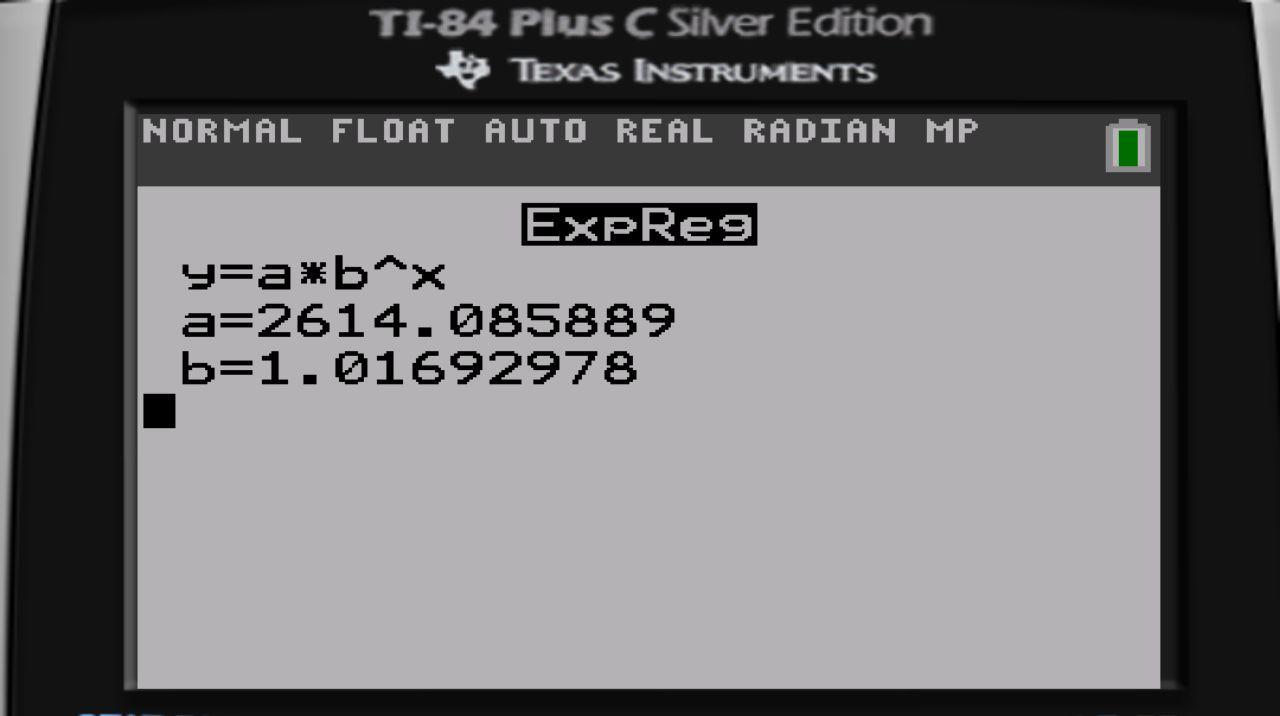 TI-84 Plus C Silver Edition
TEXAS INSTRUMENTS
NORMAL FLOAT AUTO REAL RADIAN MP
ExpReg
y=a*b^x
a=2614.085889
b=1.01692978